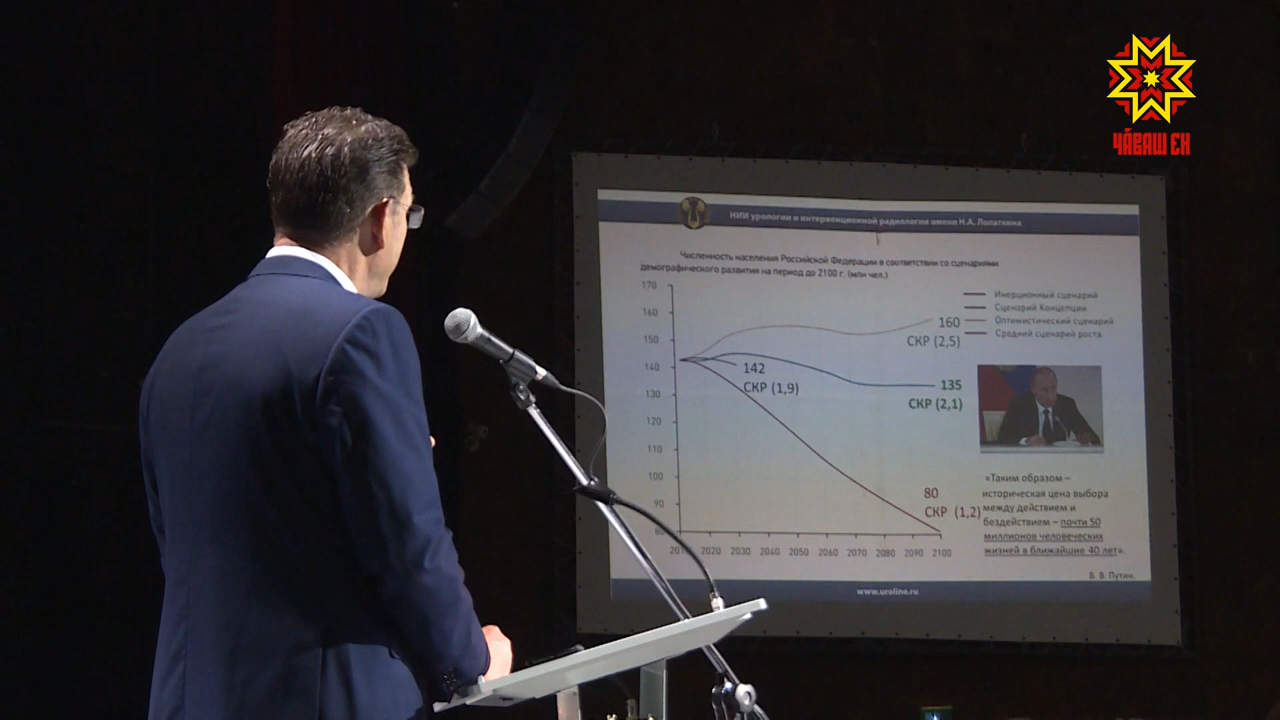 ЧӐВАШ ЕН
НИИ урологии и интервенционной радиологии имени Н.А. Лопаткина
Численность населения Российской Федерации в соответствии со сценариями
демографического развития на период до 2100 г. (млн чел.)
170
160
150
140
130
120
110
100
90
80
2010 2020 2030 2040 2050 2060 2070 2080 2090 2100
Инерционный сценарий
Сценарий Концепции
Оптимистический сценарий
Средний сценарий роста
160
СКР (2,5)
142
СКР (1,9)
135
СКР (2,1)
80
СКР (1,2)
«Таким образом –
историческая цена выбора
между действием и
бездействием – почти 50
миллионов человеческих
жизней в ближайшие 40 лет».
В. В. Путин.
www.uroline.ru